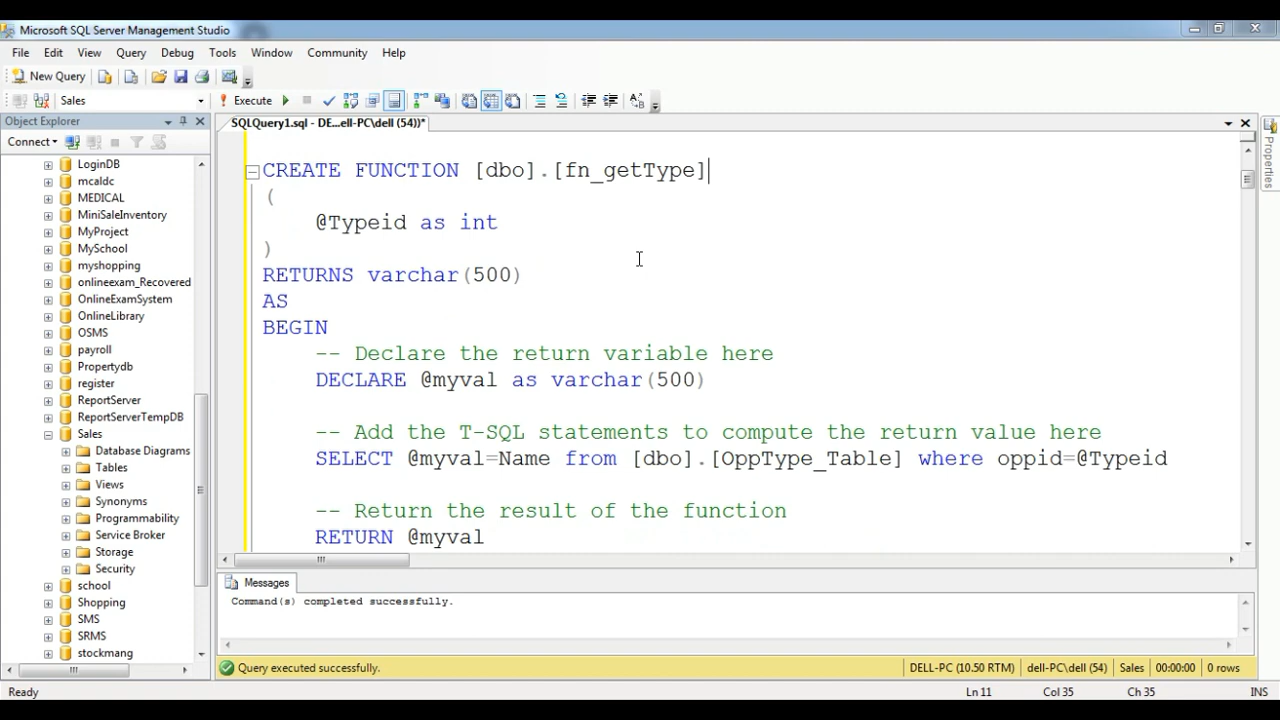 Microsoft SQL Server Management Studio
File Edit View Query Debug Tools Window Community Help
New Query
Sales Execute
Object Explorer
SQLQuery1.sql - DE...ell-PC\dell (54))*
Connect
LoginDB
mcaldc
MEDICAL
MiniSaleInventory
MyProject
MySchool
myshopping
onlineexam_Recovered
OnlineExamSystem
OnlineLibrary
OSMS
payroll
Propertydb
register
ReportServer
ReportServerTempDB
Sales
Database Diagrams
Tables
Views
Synonyms
Programmability
Service Broker
Storage
Security
school
Shopping
SMS
SRMS
stockmang
CREATE FUNCTION [dbo].[fn_getType]
(
@Typeid as int
)
RETURNS varchar(500)
AS
BEGIN
-- Declare the return variable here
DECLARE @myval as varchar(500)
-- Add the T-SQL statements to compute the return value here
SELECT @myval=Name from [dbo].[OppType_Table] where oppid=@Typeid
-- Return the result of the function
RETURN @myval
Properties
Messages
Command(s) completed successfully.
Query executed successfully. DELL-PC (10.50 RTM) dell-PC\dell (54) Sales 00:00:00 0 rows
Ready Ln 11 Col 35 Ch 35 INS